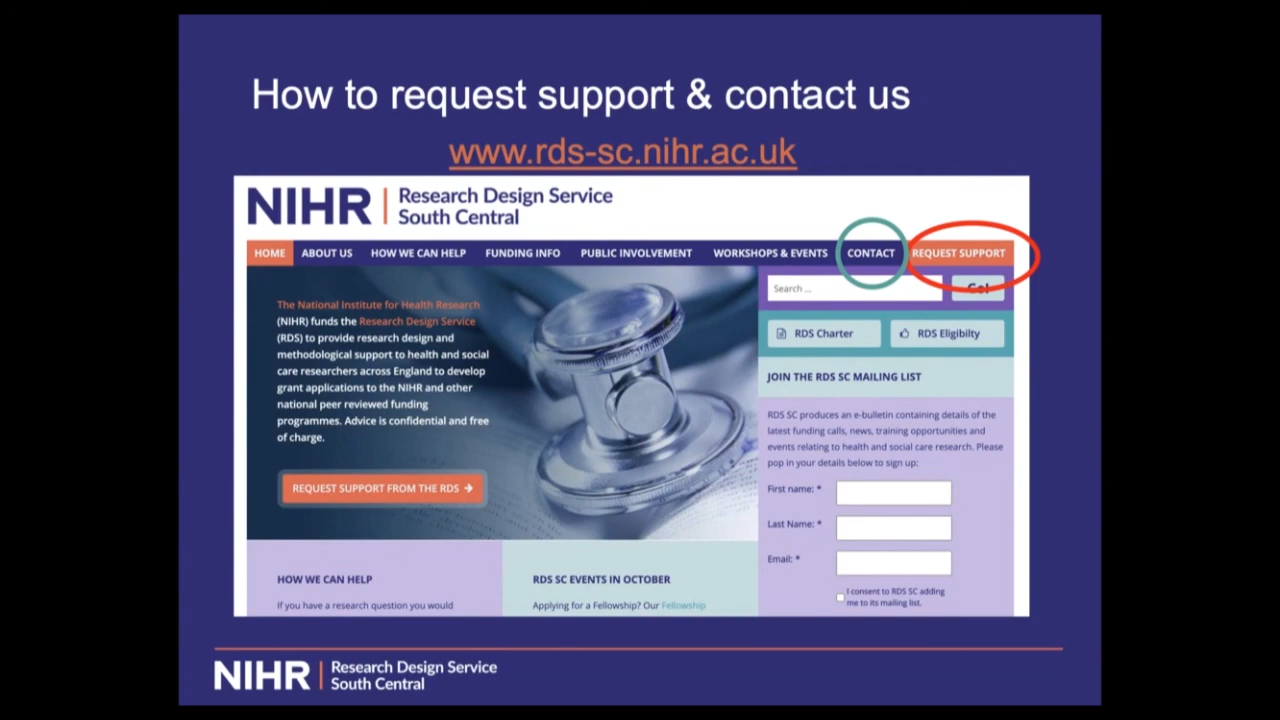 How to request support & contact us
www.rds-sc.nihr.ac.uk
NIHR | Research Design Service
South Central
HOME ABOUT US HOW WE CAN HELP FUNDING INFO PUBLIC INVOLVEMENT WORKSHOPS & EVENTS CONTACT REQUEST SUPPORT
The National Institute for Health Research
(NIHR) funds the Research Design Service
(RDS) to provide research design and
methodological support to health and social
care researchers across England to develop
grant applications to the NIHR and other
national peer reviewed funding
programmes. Advice is confidential and free
of charge.
REQUEST SUPPORT FROM THE RDS →
Search ... Go!
RDS Charter RDS Eligibilty
JOIN THE RDS SC MAILING LIST
RDS SC produces an e-bulletin containing details of the
latest funding calls, news, training opportunities and
events relating to health and social care research. Please
pop in your details below to sign up:
First name: *
Last Name: *
Email: *
I consent to RDS SC adding
me to its mailing list.
HOW WE CAN HELP
If you have a research question you would
RDS SC EVENTS IN OCTOBER
Applying for a Fellowship? Our Fellowship
NIHR | Research Design Service
South Central